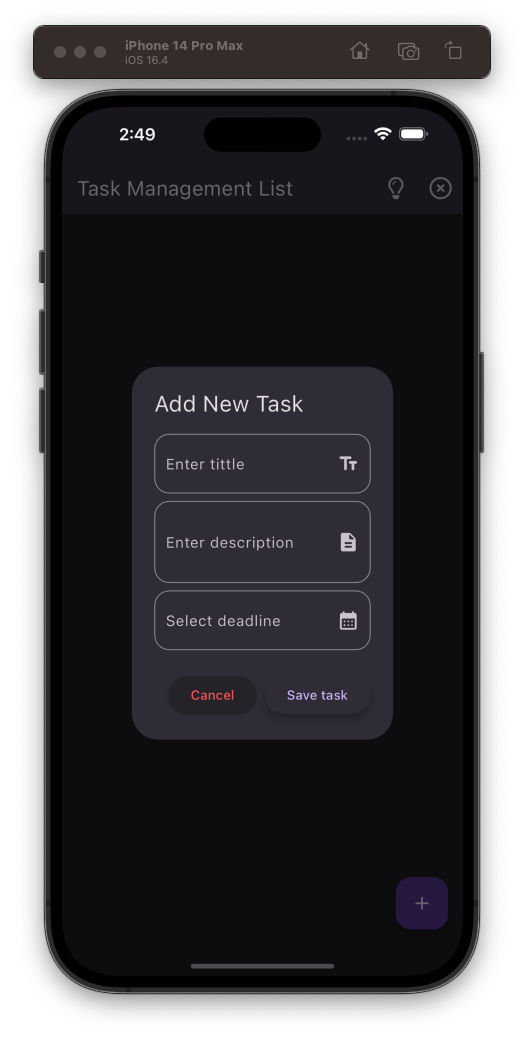 iPhone 14 Pro Max
iOS 16.4
2:49
Task Management List
Add New Task
Enter tittle
Enter description
Select deadline
Cancel Save task